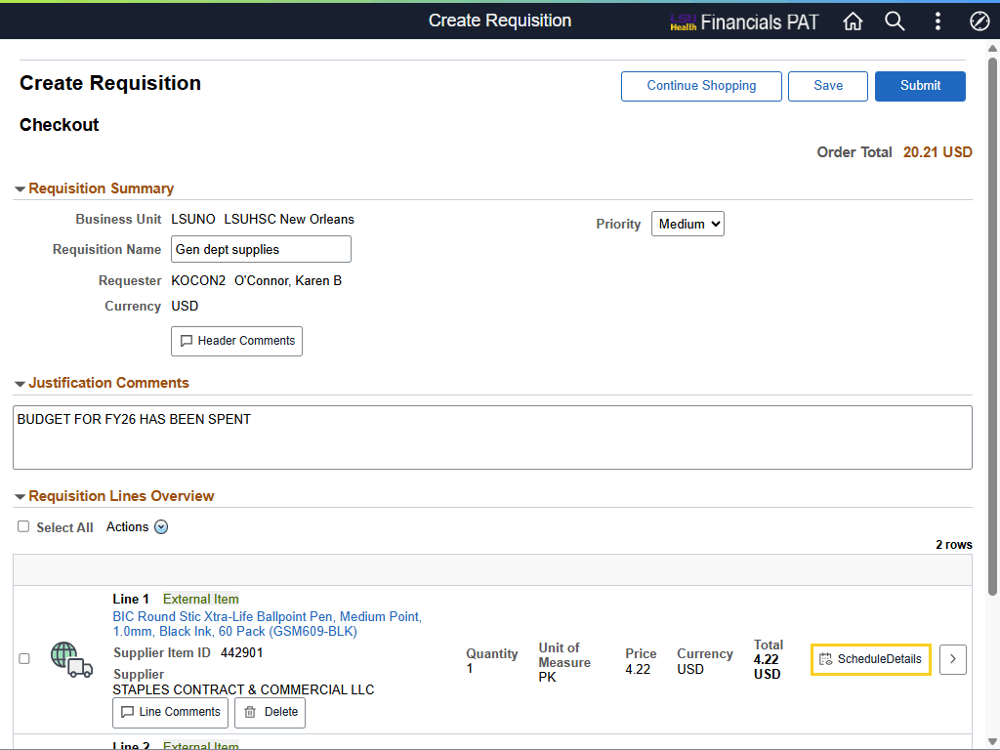 Create Requisition
LSU Health Financials PAT
Create Requisition
Continue Shopping
Save
Submit
Checkout
Order Total 20.21 USD
Requisition Summary
Business Unit LSUNO LSUHSC New Orleans
Priority Medium
Requisition Name Gen dept supplies
Requester KOCON2 O'Connor, Karen B
Currency USD
Header Comments
Justification Comments
BUDGET FOR FY26 HAS BEEN SPENT
Requisition Lines Overview
Select All Actions
2 rows
Line 1 External Item
BIC Round Stic Xtra-Life Ballpoint Pen, Medium Point,
1.0mm, Black Ink, 60 Pack (GSM609-BLK)
Supplier Item ID 442901
Supplier
STAPLES CONTRACT & COMMERCIAL LLC
Quantity
1
Unit of
Measure
PK
Price
4.22
Currency
USD
Total
4.22
USD
ScheduleDetails
Line Comments
Delete
Line 2 External Item